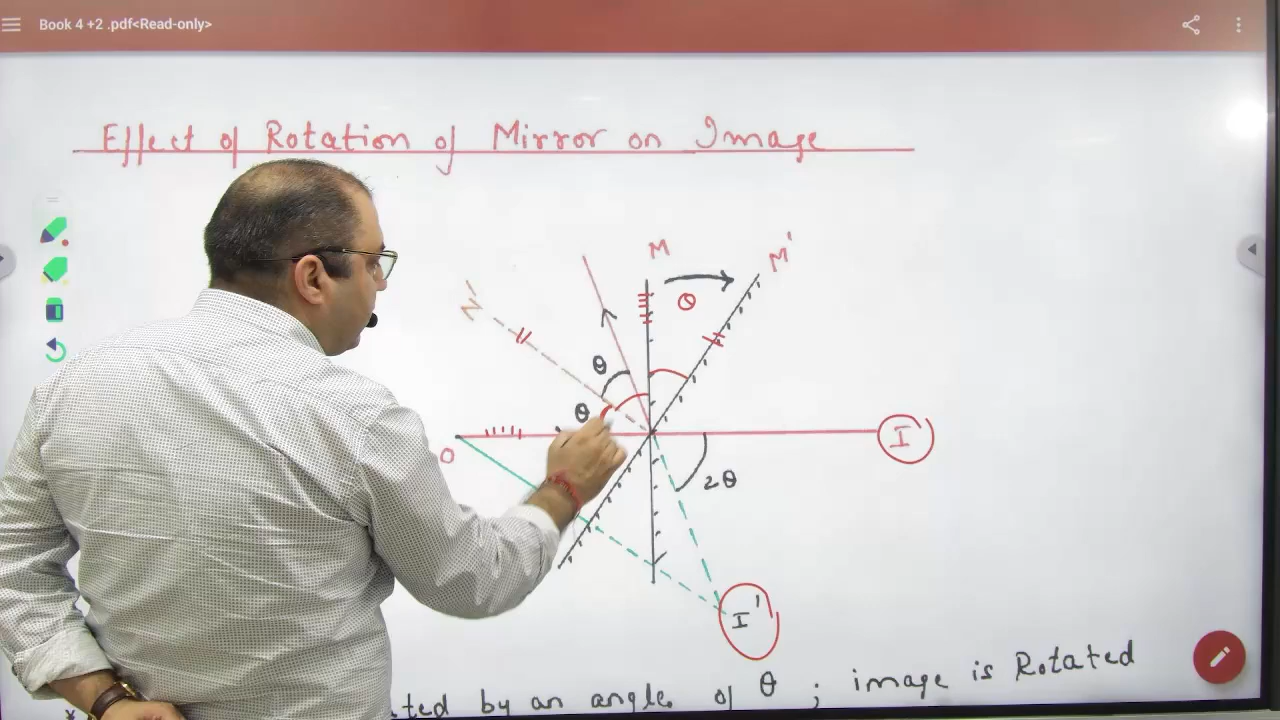 Book 4 +2 .pdf<Read-only>
Effect of Rotation of Mirror on Image
M
M'
θ
N'
θ
θ
O
I
2θ
I'
ted by an angle of θ ; image is Rotated
*